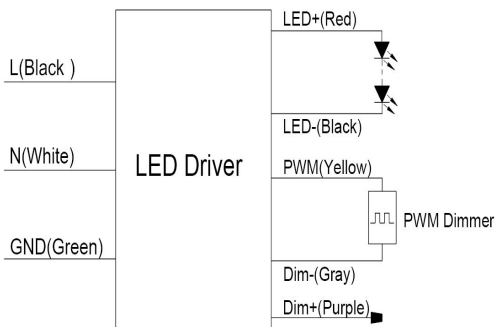 LED+(Red)
L(Black )
LED-(Black)
N(White)
LED Driver
PWM(Yellow)
PWM Dimmer
GND(Green)
Dim-(Gray)
Dim+(Purple)